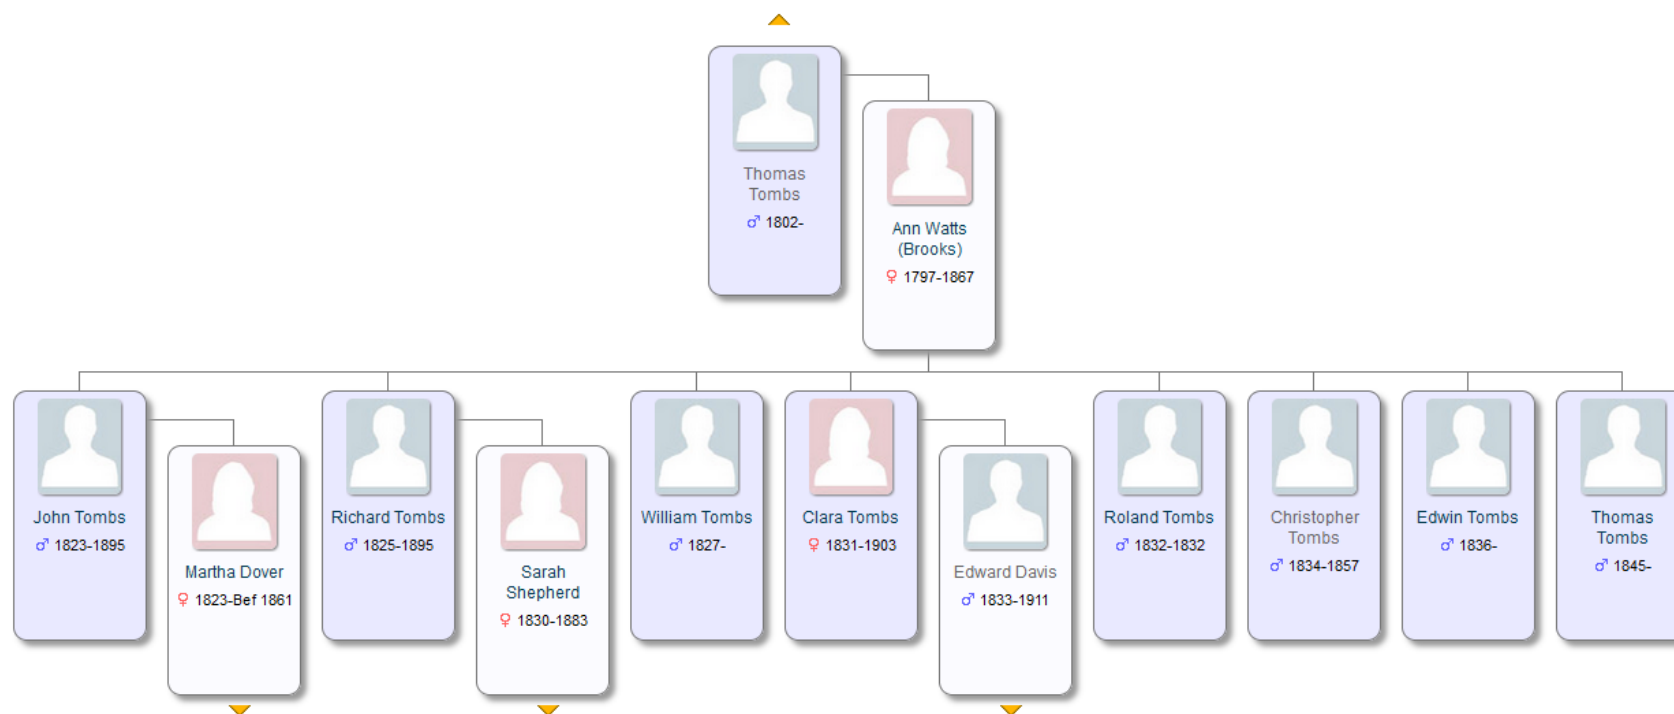 Thomas
Tombs
♂ 1802-
Ann Watts
(Brooks)
♀ 1797-1867
John Tombs
♂ 1823-1895
Martha Dover
♀ 1823-Bef 1861
Richard Tombs
♂ 1825-1895
Sarah
Shepherd
♀ 1830-1883
William Tombs
♂ 1827-
Clara Tombs
♀ 1831-1903
Edward Davis
♂ 1833-1911
Roland Tombs
♂ 1832-1832
Christopher
Tombs
♂ 1834-1857
Edwin Tombs
♂ 1836-
Thomas
Tombs
♂ 1845-